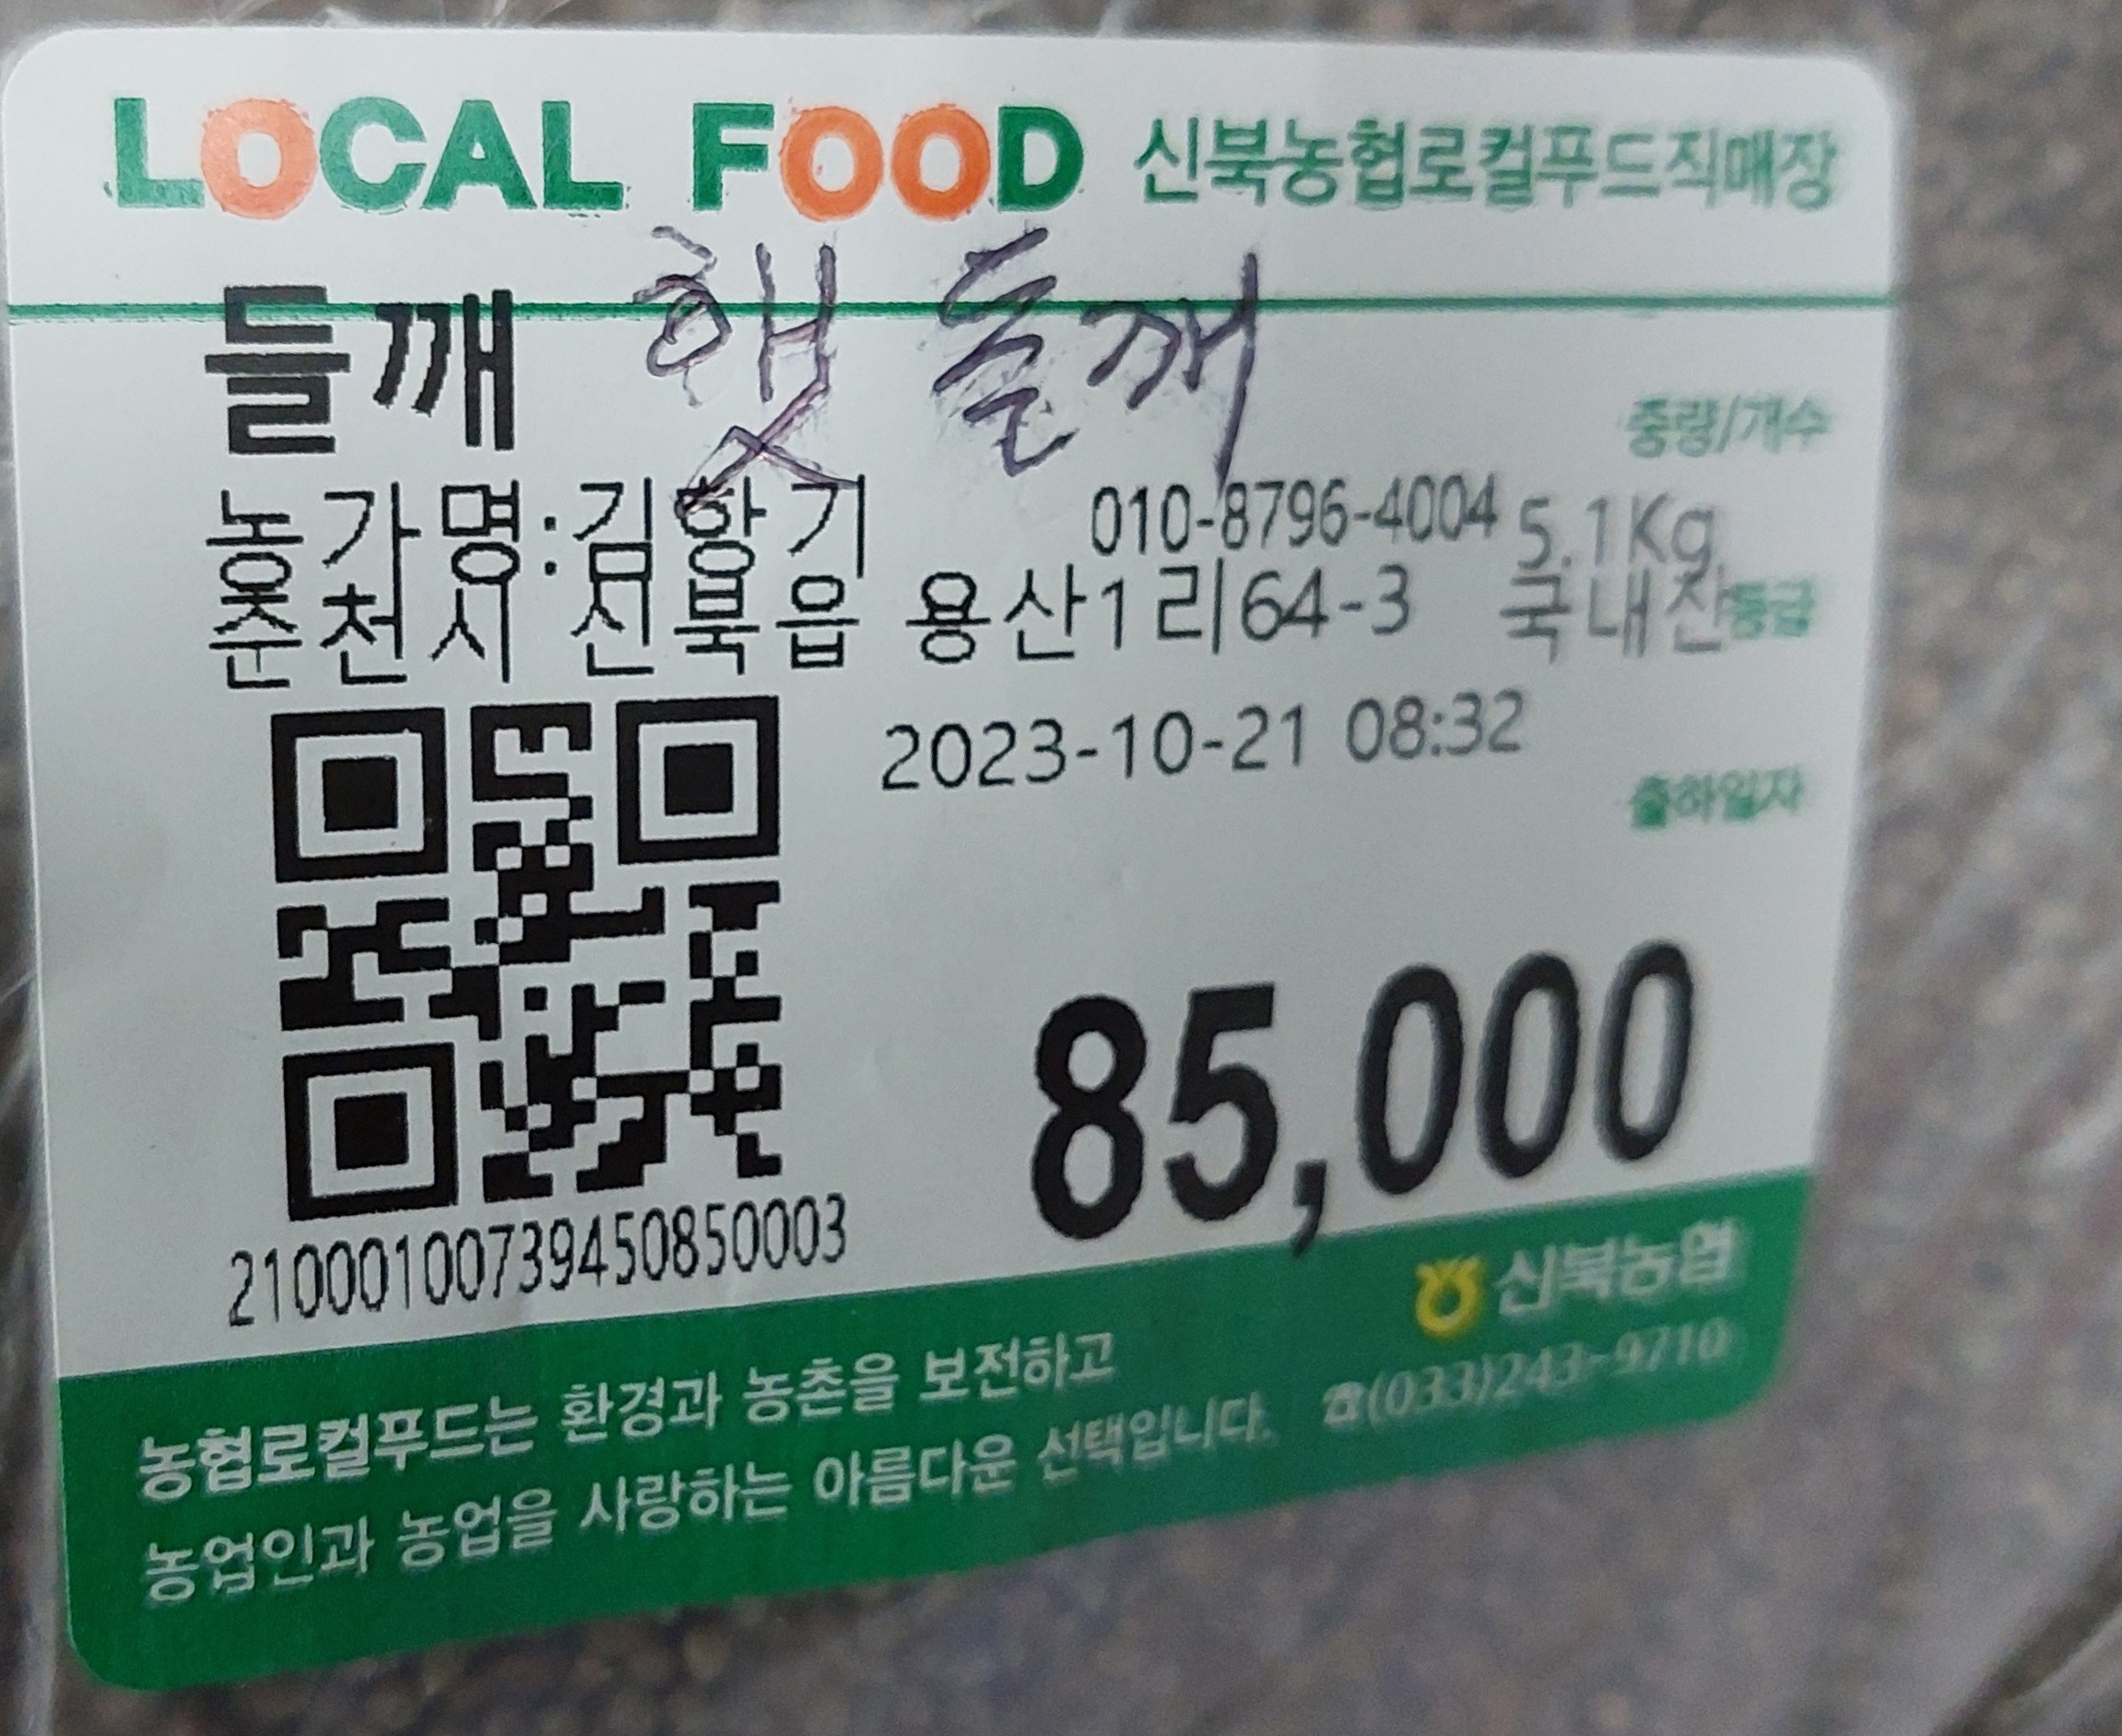 LOCAL FOOD 신북농협로컬푸드직매장
들깨 햇들깨
중량/개수
농가명:김항기 010-8796-4004 5.1Kg
춘천시 신북읍 용산1리64-3 국내산 등급
2023-10-21 08:32
출하일자
85,000
21000100739450850003
신북농협
☎(033)243-9710
농협로컬푸드는 환경과 농촌을 보전하고
농업인과 농업을 사랑하는 아름다운 선택입니다.